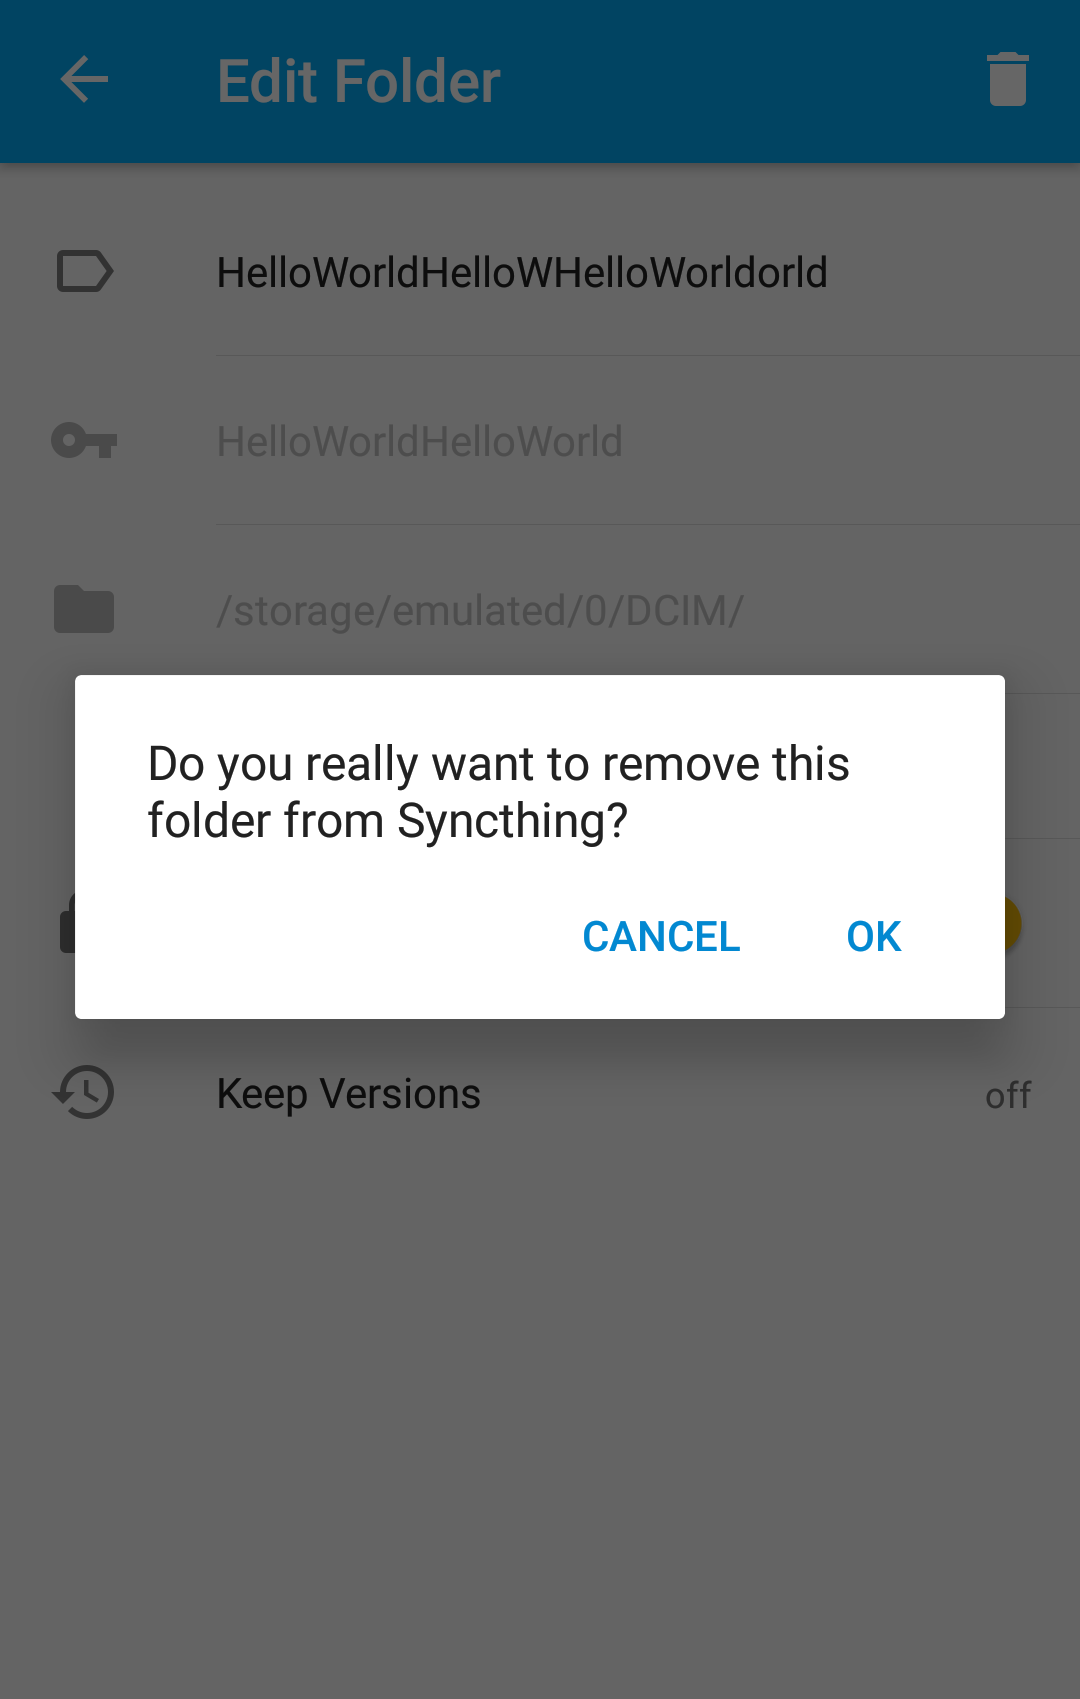 Edit Folder
HelloWorldHelloWHelloWorldorld
HelloWorldHelloWorld
/storage/emulated/0/DCIM/
Do you really want to remove this
folder from Syncthing?
CANCEL OK
Keep Versions off